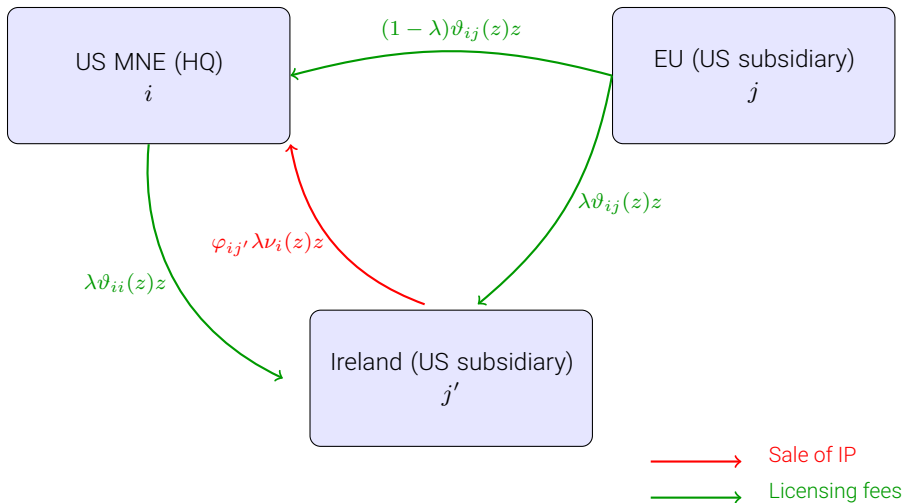 (1 − λ)ϑ_{ij}(z)z
US MNE (HQ)
i
EU (US subsidiary)
j
λϑ_{ij}(z)z
φ_{ij′}λν_i(z)z
λϑ_{ii}(z)z
Ireland (US subsidiary)
j′
Sale of IP
Licensing fees